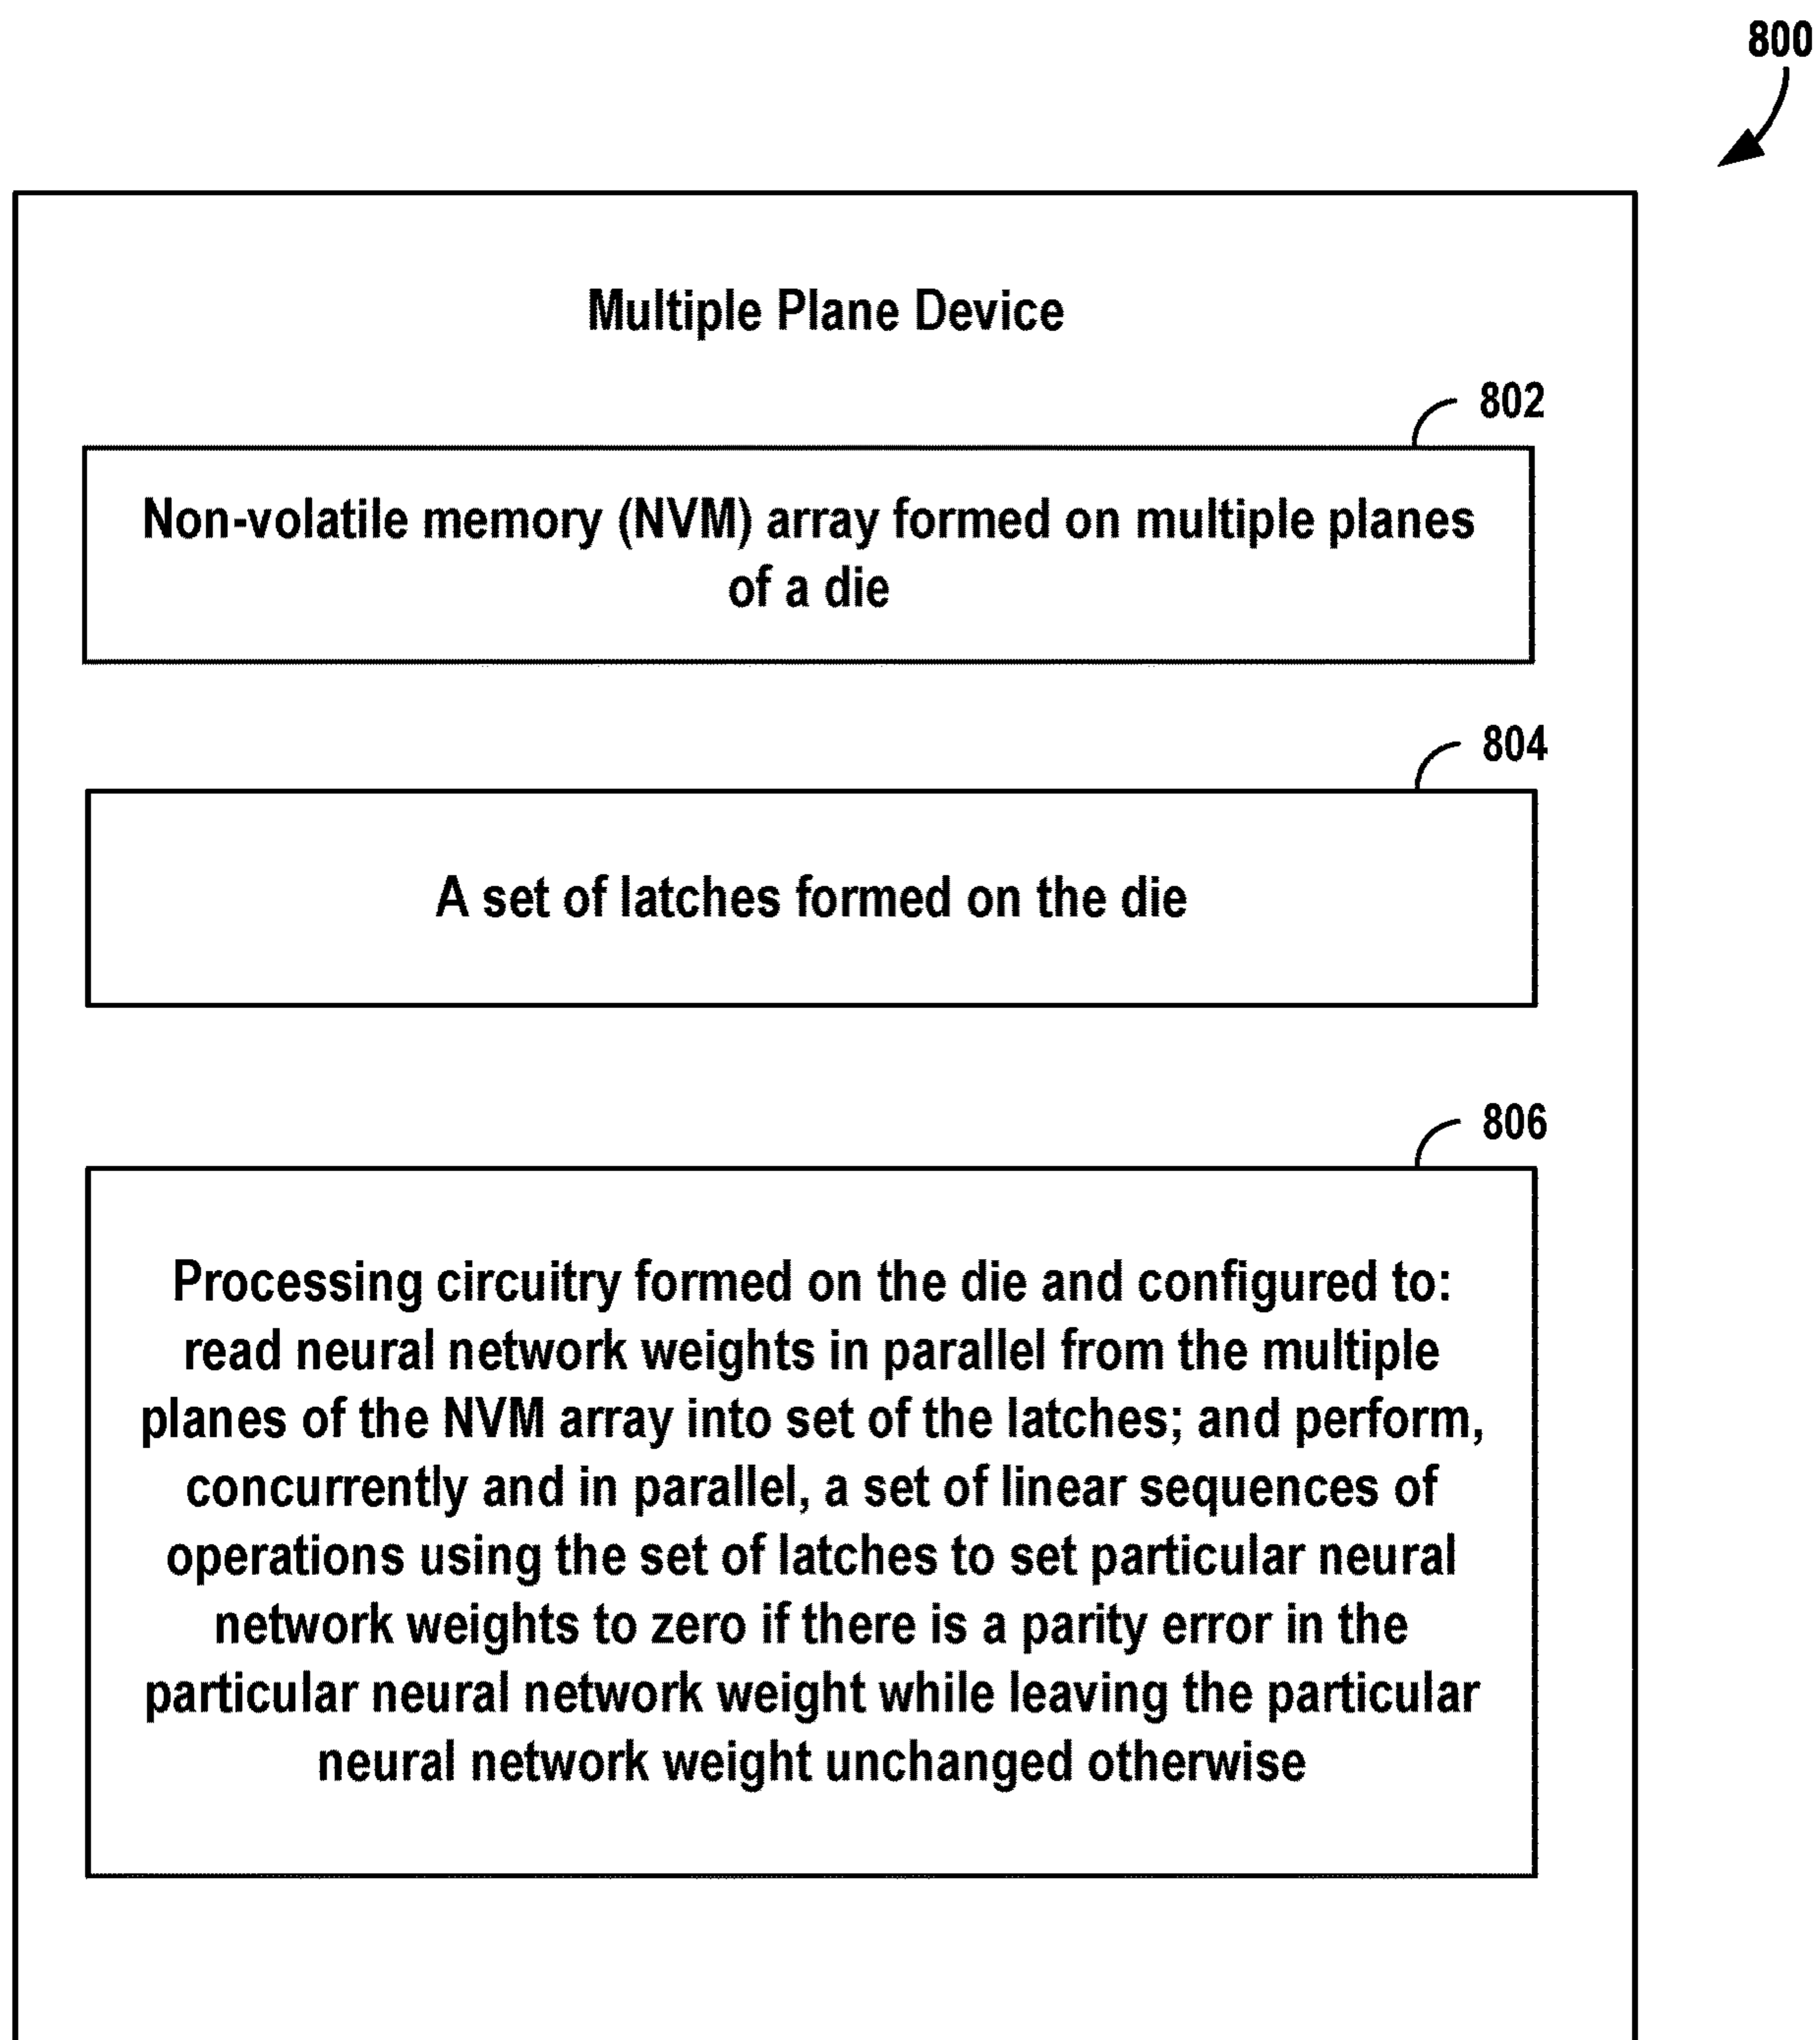 800
Multiple Plane Device
802
Non-volatile memory (NVM) array formed on multiple planes
of a die
804
A set of latches formed on the die
806
Processing circuitry formed on the die and configured to:
read neural network weights in parallel from the multiple
planes of the NVM array into set of the latches; and perform,
concurrently and in parallel, a set of linear sequences of
operations using the set of latches to set particular neural
network weights to zero if there is a parity error in the
particular neural network weight while leaving the particular
neural network weight unchanged otherwise